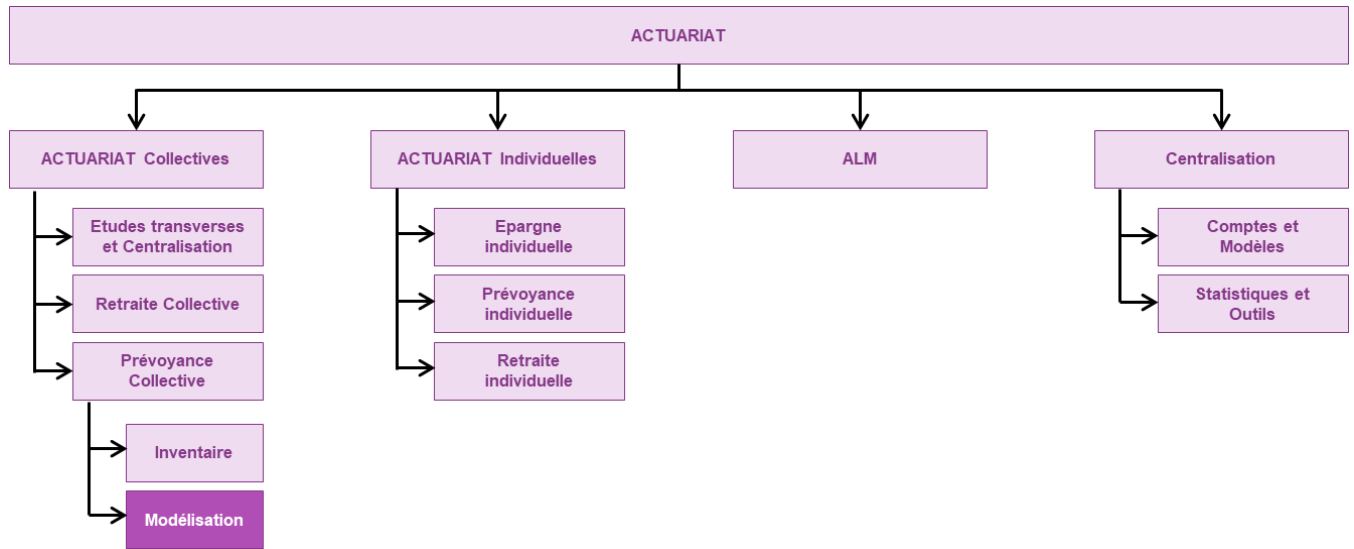 ACTUARIAT
ACTUARIAT Collectives
ACTUARIAT Individuelles
ALM
Centralisation
Etudes transverses
et Centralisation
Retraite Collective
Prévoyance
Collective
Inventaire
Modélisation
Epargne
individuelle
Prévoyance
individuelle
Retraite
individuelle
Comptes et
Modèles
Statistiques et
Outils